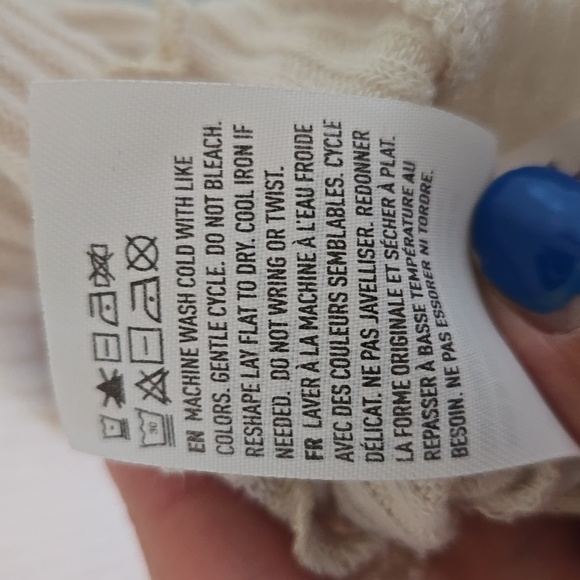 30
EN MACHINE WASH COLD WITH LIKE
COLORS. GENTLE CYCLE. DO NOT BLEACH.
RESHAPE LAY FLAT TO DRY. COOL IRON IF
NEEDED. DO NOT WRING OR TWIST.
FR LAVER À LA MACHINE À L'EAU FROIDE
AVEC DES COULEURS SEMBLABLES. CYCLE
DÉLICAT. NE PAS JAVELLISER. REDONNER
LA FORME ORIGINALE ET SÉCHER À PLAT.
REPASSER À BASSE TEMPÉRATURE AU
BESOIN. NE PAS ESSORER NI TORDRE.